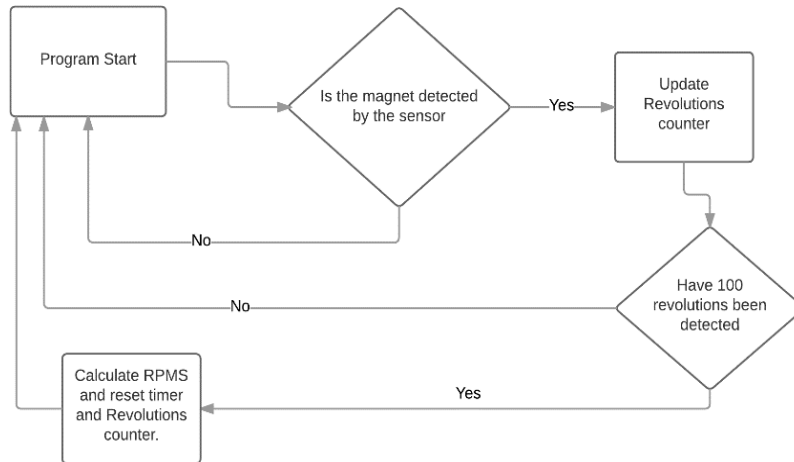 Program Start
Is the magnet detected
by the sensor
Yes
Update
Revolutions
counter
No
Have 100
revolutions been
detected
No
Yes
Calculate RPMS
and reset timer
and Revolutions
counter.